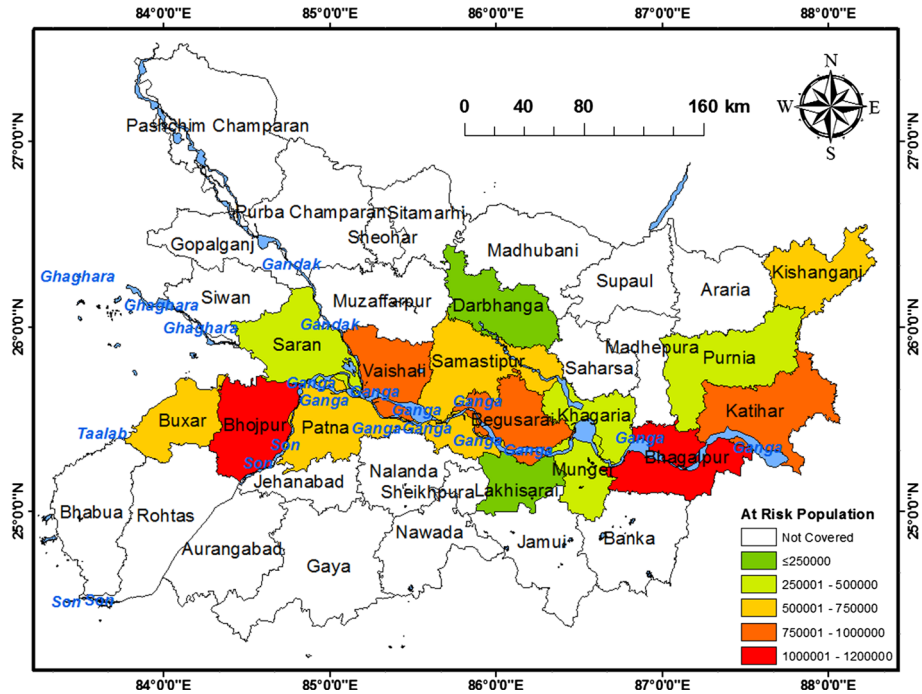 84°0'0"E 85°0'0"E 86°0'0"E 87°0'0"E 88°0'0"E
N
W E
S
0 40 80 160 km
27°0'0"N 27°0'0"N
Pashchim Champaran
Purba Champaran Sitamarhi
Sheohar
Gopalganj
Madhubani
Gandak
Kishanganj
Ghaghara
Supaul
Araria
Siwan
Muzaffarpur
Darbhanga
Ghaghara
Ghaghara
Gandak
26°0'0"N 26°0'0"N
Saran
Madhepura
Purnia
Samastipur
Saharsa
Vaishali
Ganga
Ganga
Ganga
Ganga
Ganga
Katihar
Buxar
Bhojpur
Patna
Begusarai
Khagaria
Taalab
Ganga Ganga
Ganga
Ganga
Ganga
Ganga
Son
Son
Bhagalpur
Munger
Nalanda
Jehanabad
Sheikhpura
Lakhisarai
25°0'0"N 25°0'0"N
Bhabua
Rohtas
Nawada
Jamui
Banka
Aurangabad
Gaya
Son Son
At Risk Population
Not Covered
≤250000
250001 - 500000
500001 - 750000
750001 - 1000000
1000001 - 1200000
84°0'0"E 85°0'0"E 86°0'0"E 87°0'0"E 88°0'0"E